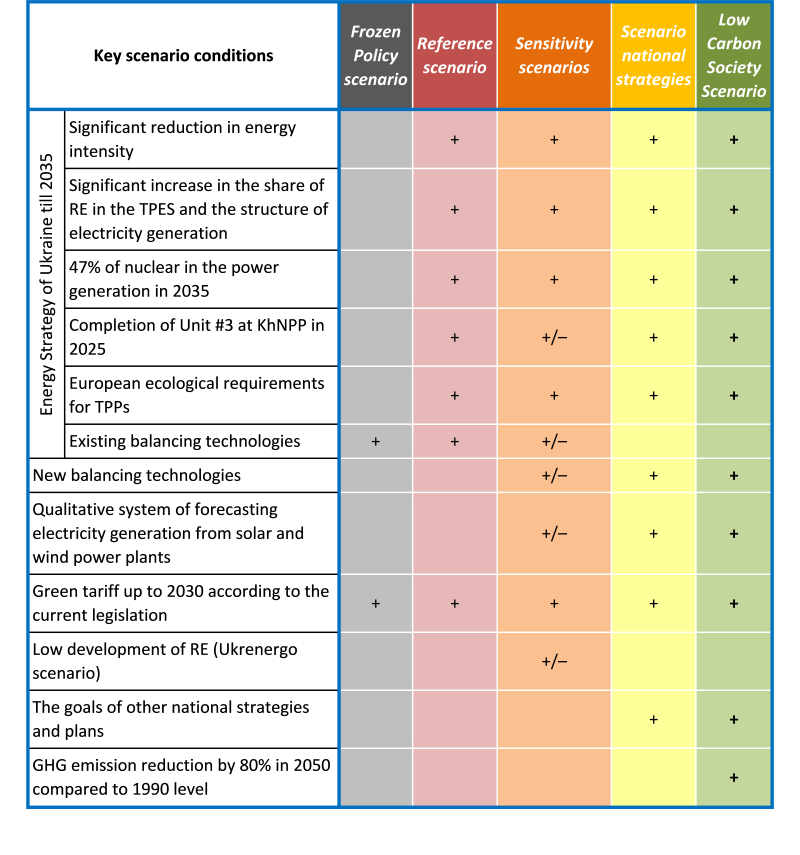 Key scenario conditions
Frozen
Policy
scenario
Reference
scenario
Sensitivity
scenarios
Scenario
national
strategies
Low
Carbon
Society
Scenario
Energy Strategy of Ukraine till 2035
Significant reduction in energy
intensity
+ + + +
Significant increase in the share of
RE in the TPES and the structure of
electricity generation
+ + + +
47% of nuclear in the power
generation in 2035
+ + + +
Completion of Unit #3 at KhNPP in
2025
+ +/– + +
European ecological requirements
for TPPs
+ + + +
Existing balancing technologies + + +/–
New balancing technologies +/– + +
Qualitative system of forecasting
electricity generation from solar and
wind power plants
+/– + +
Green tariff up to 2030 according to the
current legislation
+ + + + +
Low development of RE (Ukrenergo
scenario)
+/–
The goals of other national strategies
and plans
+ +
GHG emission reduction by 80% in 2050
compared to 1990 level
+